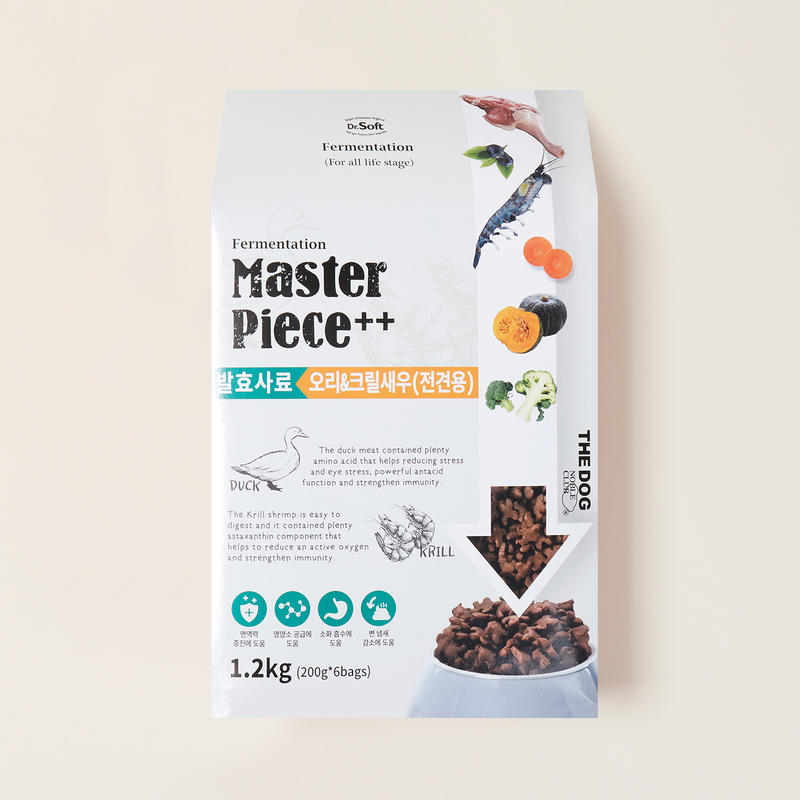 Dr.Soft
Fermentation
(For all life stage)
Fermentation
Master
Piece++
발효사료
오리&크릴새우(전견용)
The duck meat contained plenty
amino acid that helps reducing stress
and eye stress, powerful antacid
function and strengthen immunity.
DUCK
The Krill shrimp is easy to
digest and it contained plenty
astaxanthin component that
helps to reduce an active oxygen
and strengthen immunity.
KRILL
THE DOG
NOBLE
CLUB
®
면역력
증진에 도움
영양소 공급에
도움
소화 흡수에
도움
변 냄새
감소에 도움
1.2kg (200g*6bags)